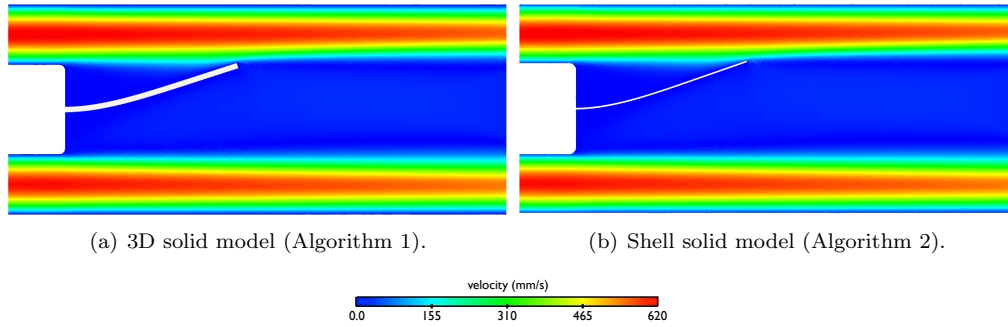 (a) 3D solid model (Algorithm 1).
(b) Shell solid model (Algorithm 2).
velocity (mm/s)
0.0 155 310 465 620